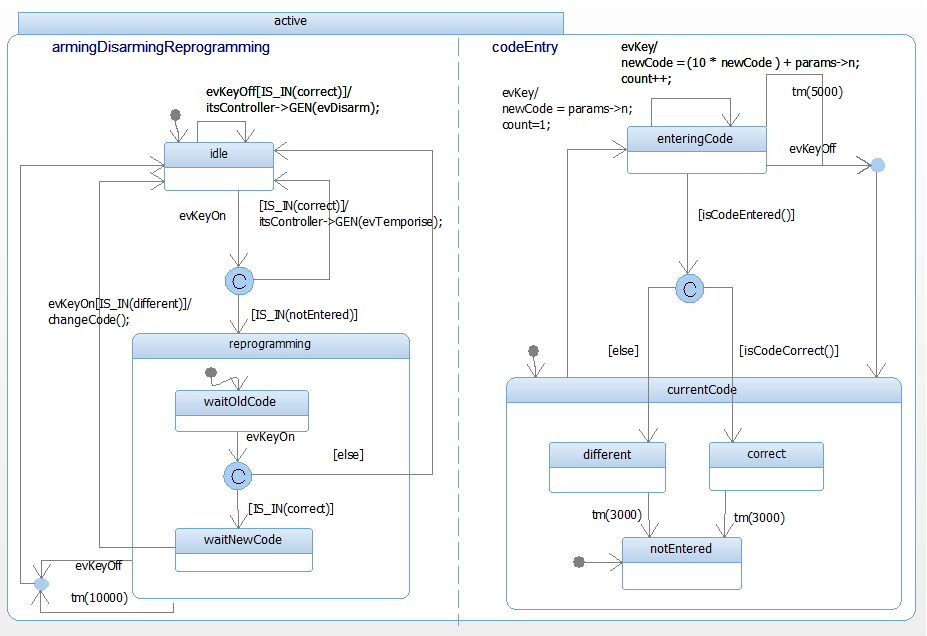 active
armingDisarmingReprogramming
codeEntry
evKey/
newCode = (10 * newCode ) + params->n;
count++;
evKeyOff[IS_IN(correct)]/
itsController->GEN(evDisarm);
evKey/
newCode = params->n;
count=1;
tm(5000)
idle
enteringCode
evKeyOff
evKeyOn
[IS_IN(correct)]/
itsController->GEN(evTemporise);
[isCodeEntered()]
C
C
evKeyOn[IS_IN(different)]/
changeCode();
[IS_IN(notEntered)]
reprogramming
[else]
[isCodeCorrect()]
currentCode
waitOldCode
evKeyOn
[else]
different
correct
C
[IS_IN(correct)]
tm(3000)
tm(3000)
waitNewCode
notEntered
evKeyOff
tm(10000)